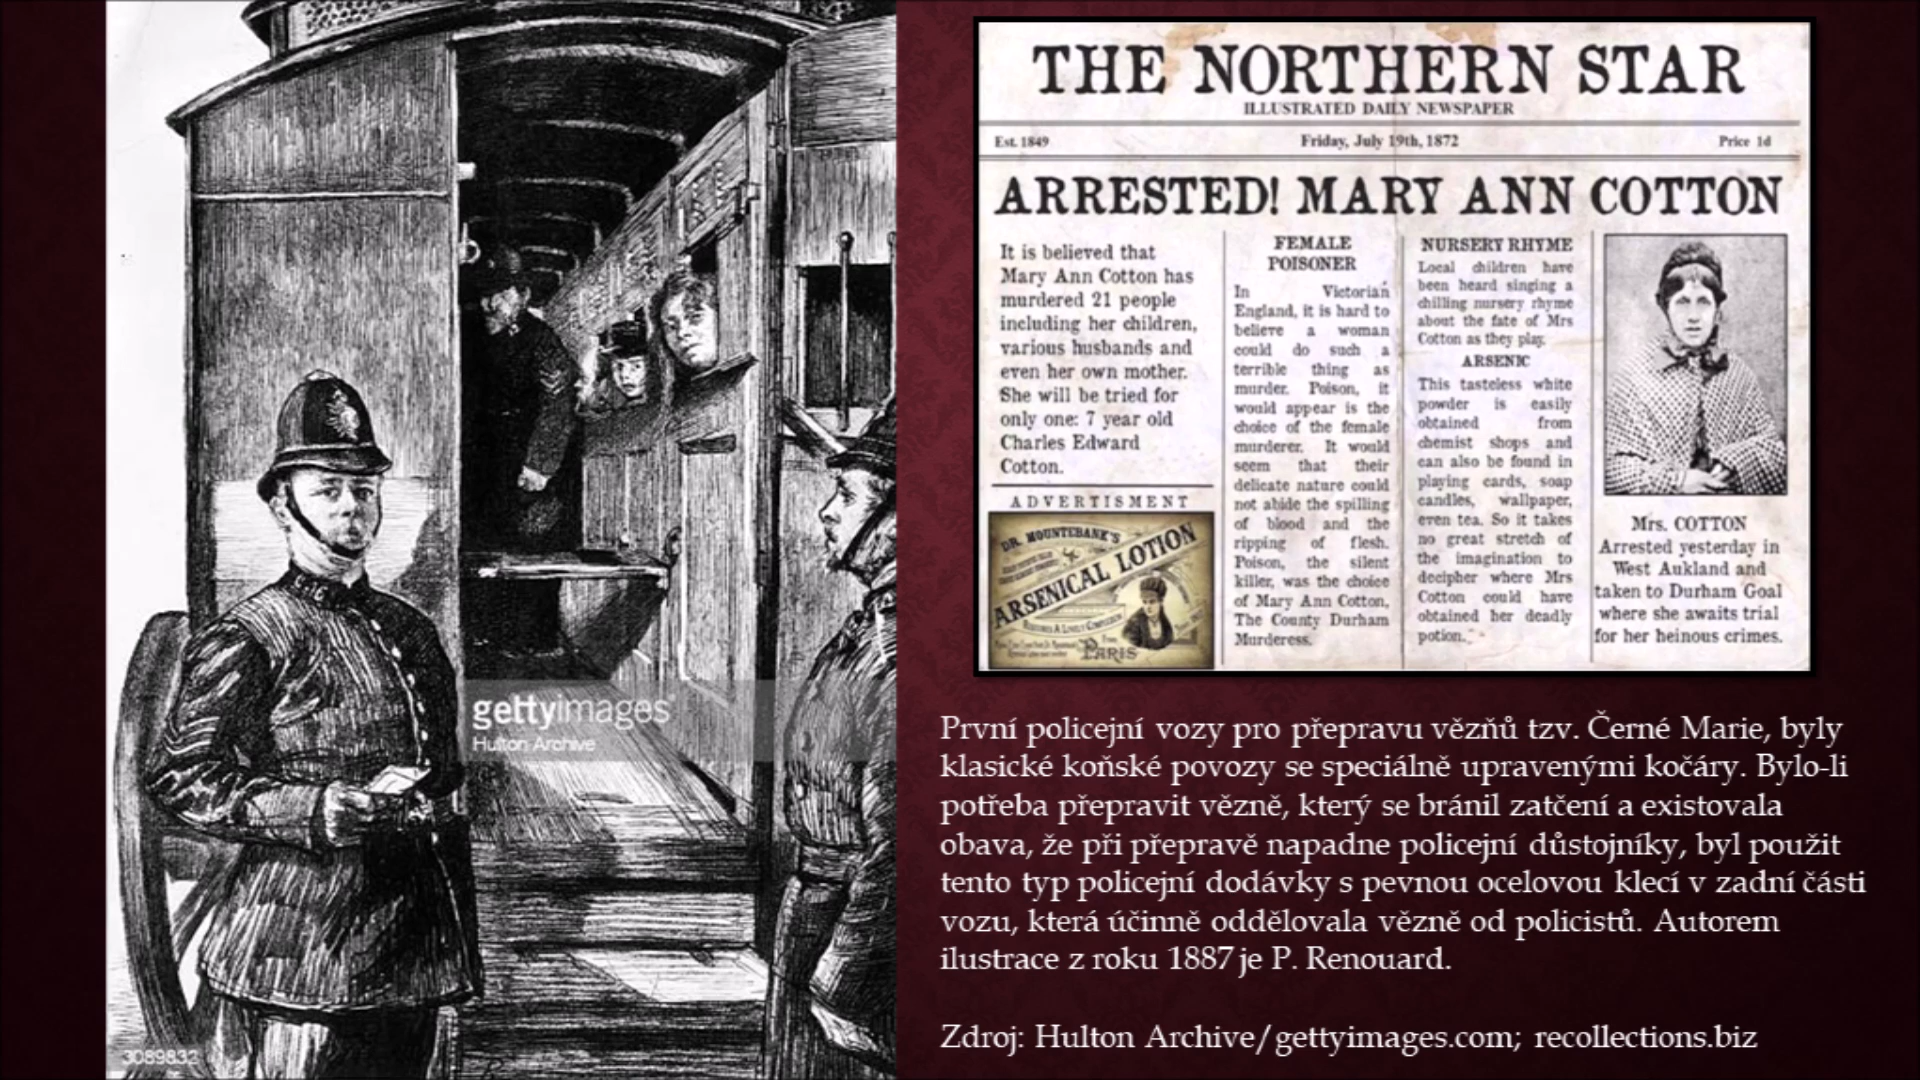 THE NORTHERN STAR
ILLUSTRATED DAILY NEWSPAPER
Est. 1849 Friday, July 19th, 1872 Price 1d
ARRESTED! MARY ANN COTTON
It is believed that
Mary Ann Cotton has
murdered 21 people
including her children,
various husbands and
even her own mother.
She will be tried for
only one: 7 year old
Charles Edward
Cotton.
ADVERTISMENT
DR. MOUNTEBANK'S
ARSENICAL LOTION
PARIS
FEMALE
POISONER
In Victorian
England, it is hard to
believe a woman
could do such a
terrible thing as
murder. Poison, it
would appear is the
choice of the female
murderer. It would
seem that their
delicate nature could
not abide the spilling
of blood and the
ripping of flesh.
Poison, the silent
killer, was the choice
of Mary Ann Cotton,
The County Durham
Murderess.
NURSERY RHYME
Local children have
been heard singing a
chilling nursery rhyme
about the fate of Mrs
Cotton as they play.
ARSENIC
This tasteless white
powder is easily
obtained from
chemist shops and
can also be found in
playing cards, soap
candles, wallpaper,
even tea. So it takes
no great stretch of
the imagination to
decipher where Mrs
Cotton could have
obtained her deadly
potion.
Mrs. COTTON
Arrested yesterday in
West Aukland and
taken to Durham Goal
where she awaits trial
for her heinous crimes.
gettyimages
Hulton Archive
3089832
První policejní vozy pro přepravu vězňů tzv. Černé Marie, byly
klasické koňské povozy se speciálně upravenými kočáry. Bylo-li
potřeba přepravit vězně, který se bránil zatčení a existovala
obava, že při přepravě napadne policejní důstojníky, byl použit
tento typ policejní dodávky s pevnou ocelovou klecí v zadní části
vozu, která účinně oddělovala vězně od policistů. Autorem
ilustrace z roku 1887 je P. Renouard.
Zdroj: Hulton Archive/gettyimages.com; recollections.biz